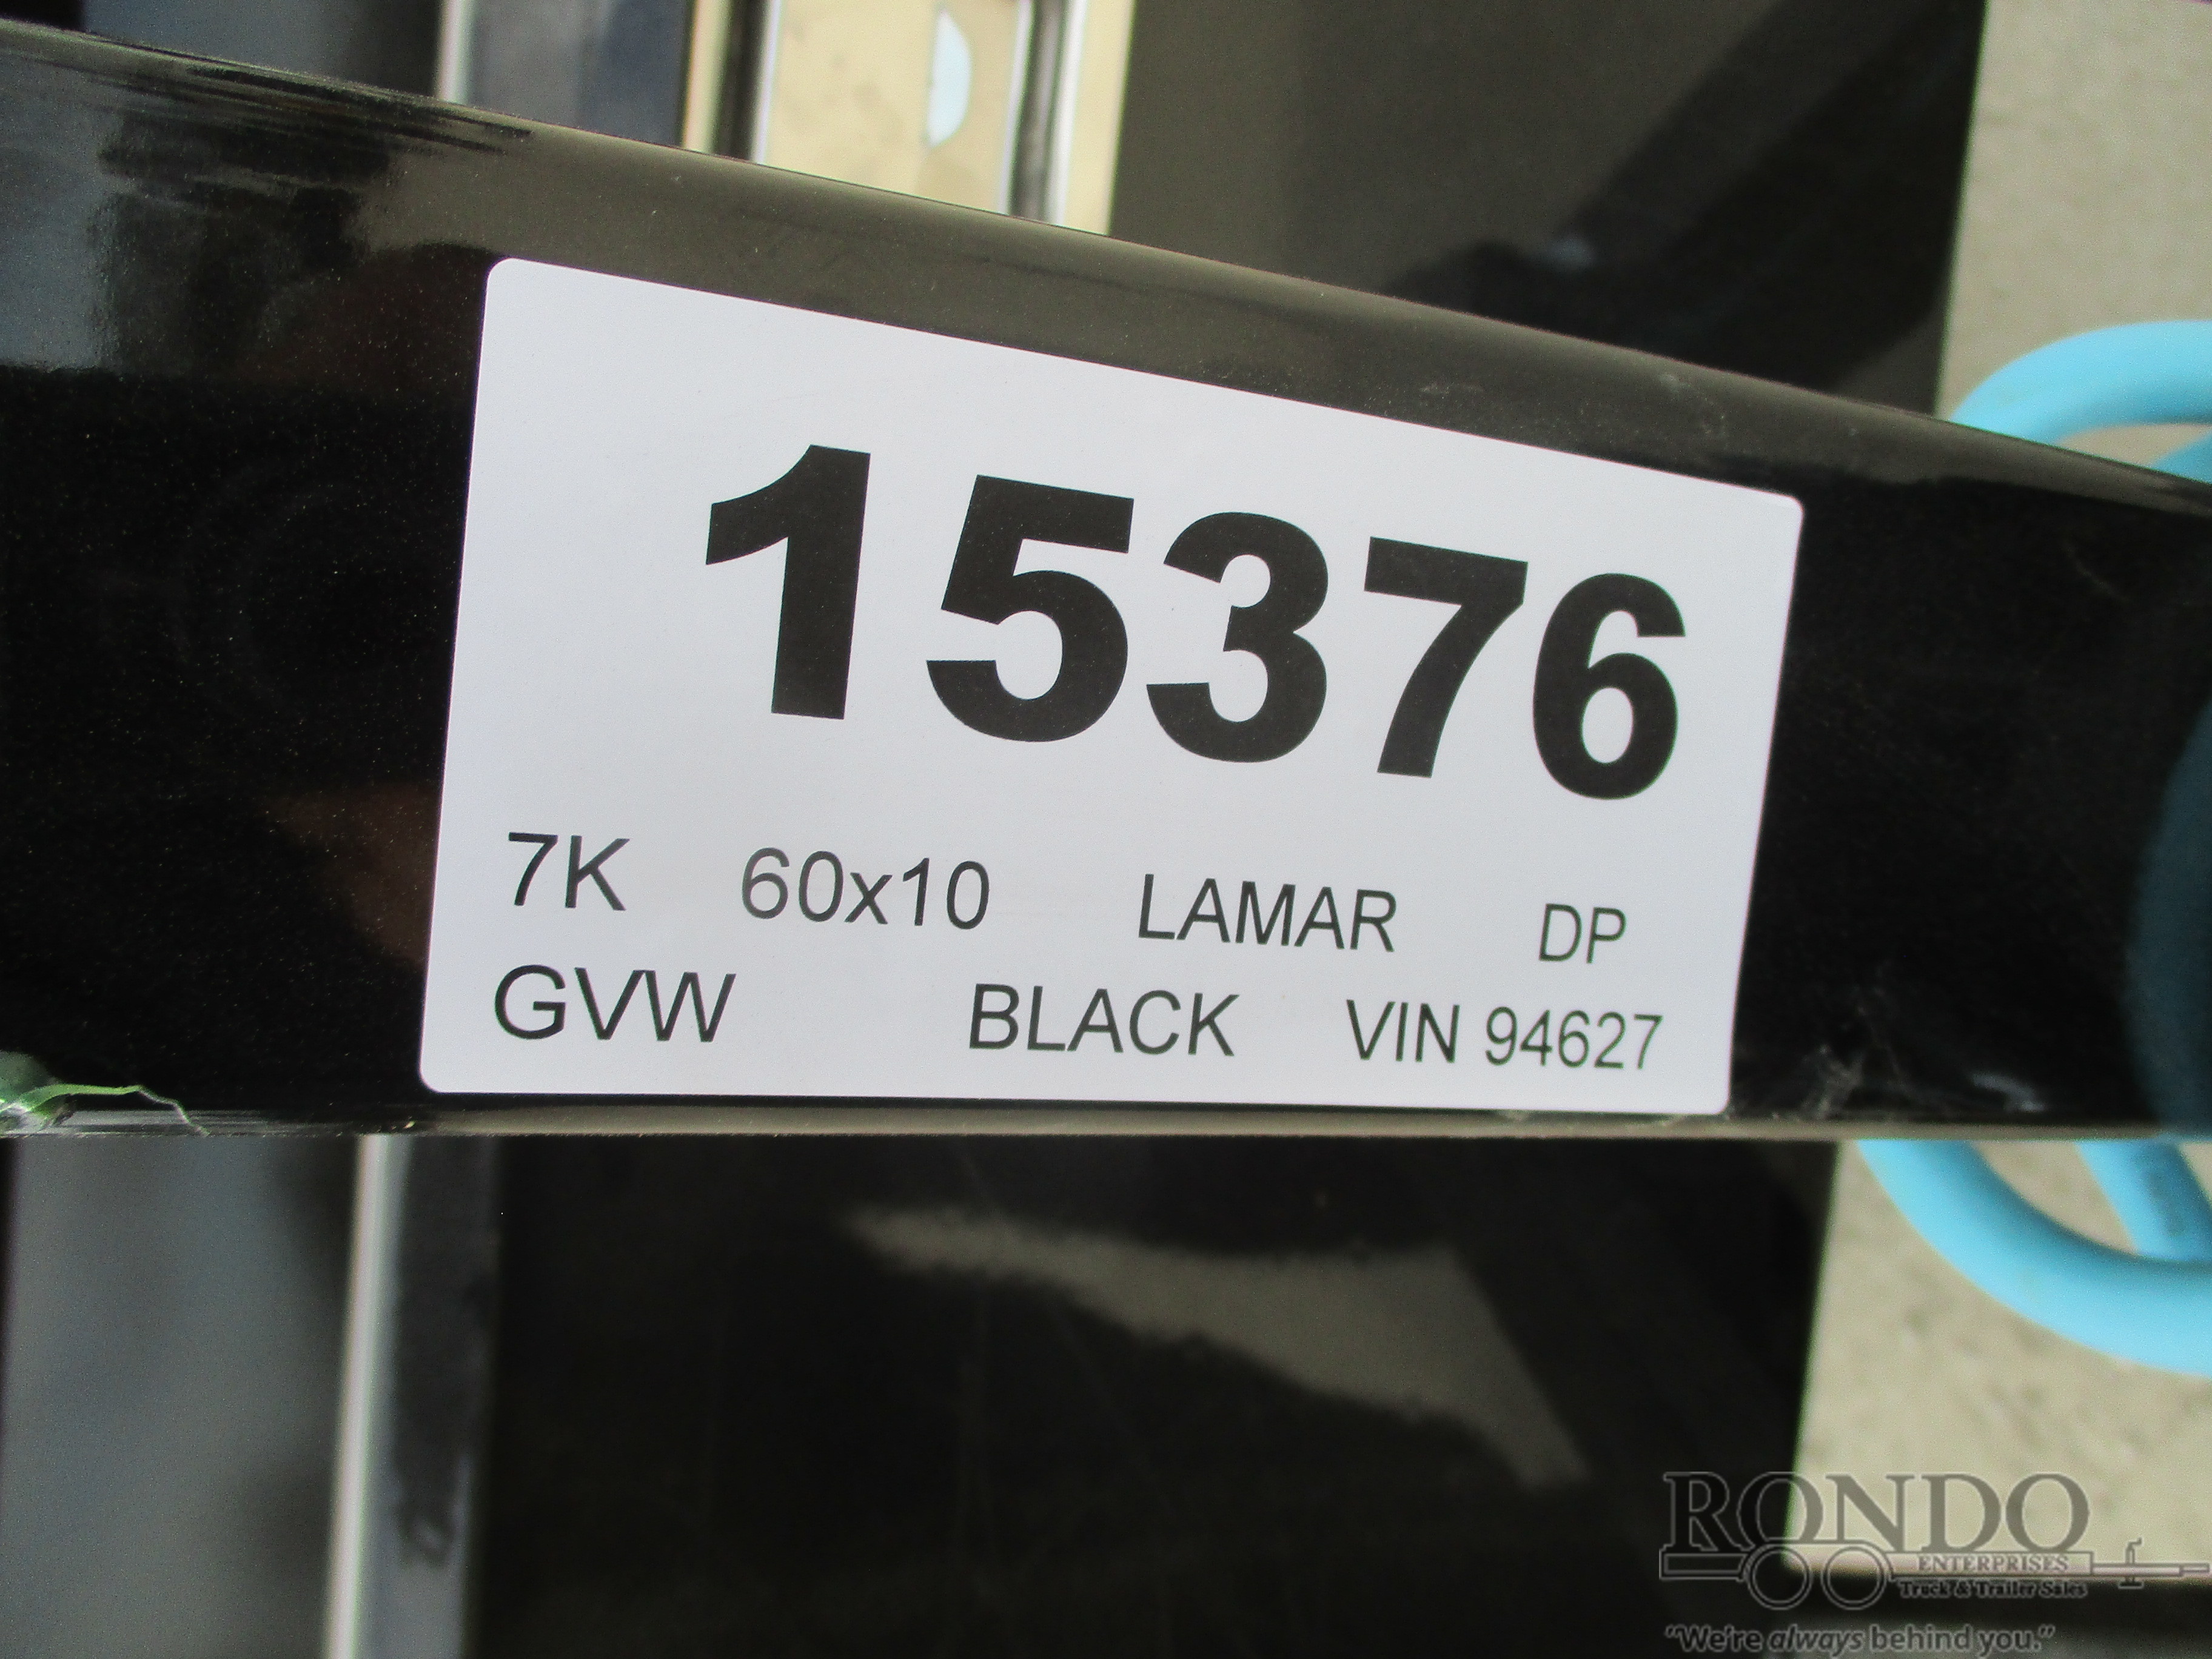 15376
7K 60x10 LAMAR DP
GVW BLACK VIN 94627
RONDO
ENTERPRISES
Truck & Trailer Sales
"We're always behind you."